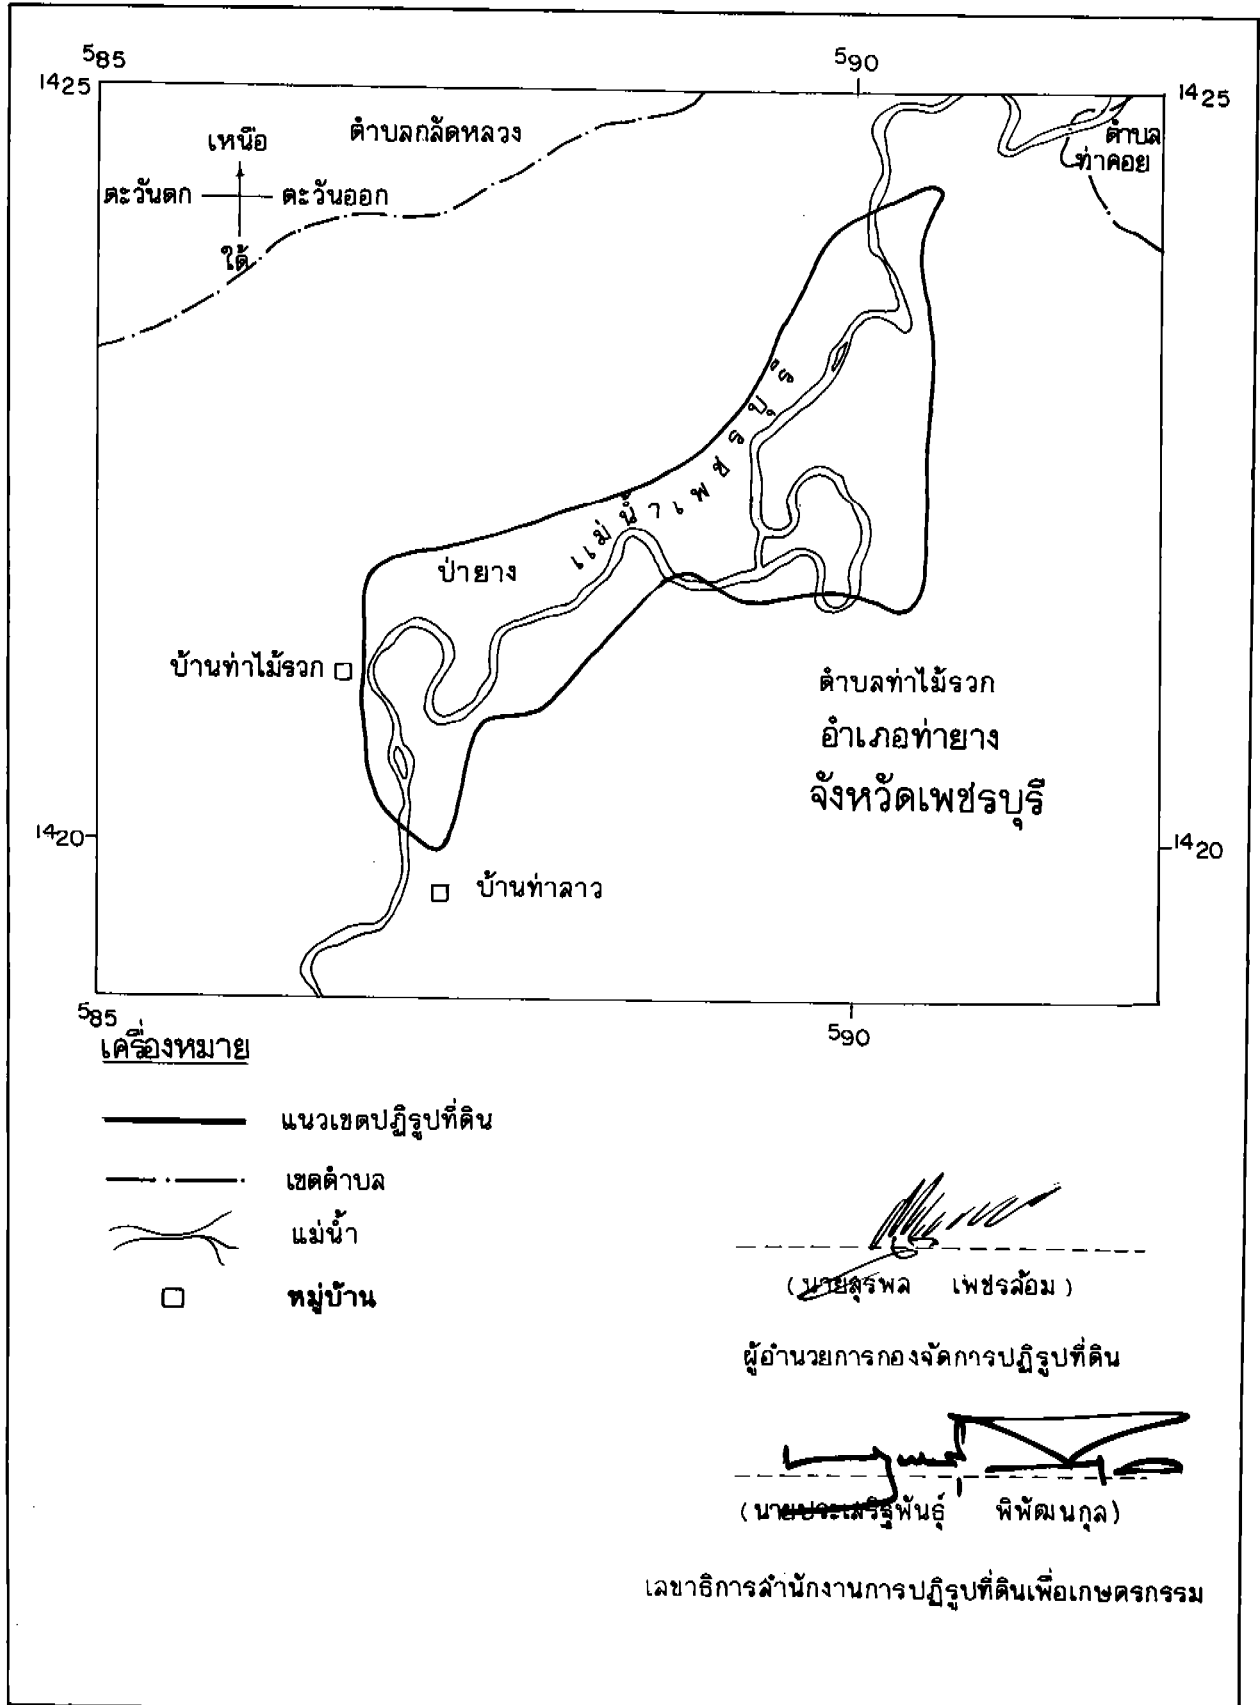 585 590
1425 1425
ตำบลกลัดหลวง
เหนือ
ตำบล
ท่าคอย
ตะวันตก ตะวันออก
ใต้
แม่น้ำเพชรบุรี
ป่ายาง
บ้านท่าไม้รวก
ตำบลท่าไม้รวก
อำเภอท่ายาง
จังหวัดเพชรบุรี
1420 1420
บ้านท่าลาว
585 590
เครื่องหมาย
แนวเขตปฏิรูปที่ดิน
เขตตำบล
แม่น้ำ
หมู่บ้าน
(นายสุรพล เพชรล้อม)
ผู้อำนวยการกองจัดการปฏิรูปที่ดิน
(นายประเสริฐพันธุ์ พิพัฒนกุล)
เลขาธิการสำนักงานการปฏิรูปที่ดินเพื่อเกษตรกรรม